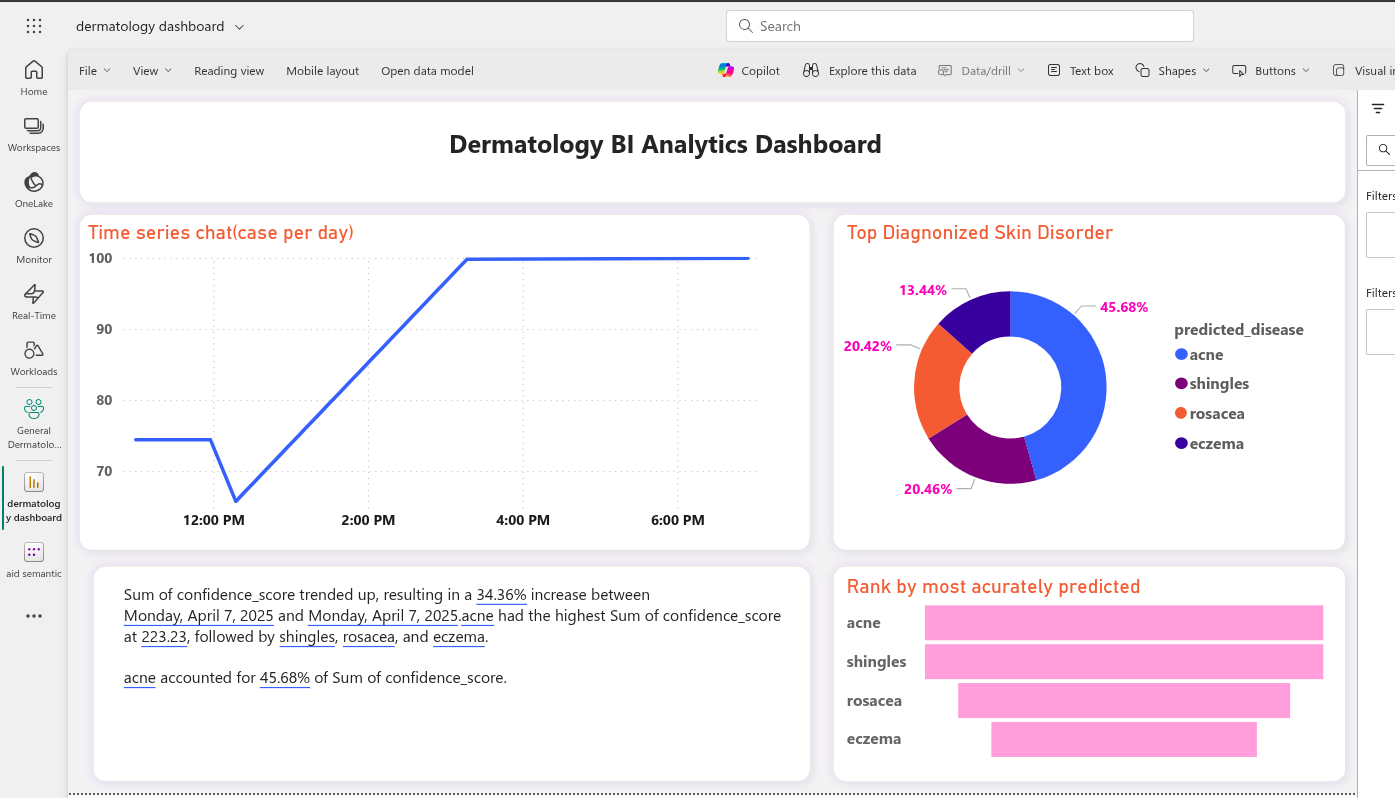 dermatology dashboard
Search
Home
Workspaces
OneLake
Monitor
Real-Time
Workloads
General
Dermatolo...
dermatolog
y dashboard
aid semantic
File
View
Reading view
Mobile layout
Open data model
Copilot
Explore this data
Data/drill
Text box
Shapes
Buttons
Visual in
Dermatology BI Analytics Dashboard
Time series chat(case per day)
100
90
80
70
12:00 PM
2:00 PM
4:00 PM
6:00 PM
Top Diagnonized Skin Disorder
13.44%
45.68%
20.42%
20.46%
predicted_disease
acne
shingles
rosacea
eczema
Sum of confidence_score trended up, resulting in a 34.36% increase between
Monday, April 7, 2025 and Monday, April 7, 2025.acne had the highest Sum of confidence_score
at 223.23, followed by shingles, rosacea, and eczema.
acne accounted for 45.68% of Sum of confidence_score.
Rank by most acurately predicted
acne
shingles
rosacea
eczema
Filters
Filters